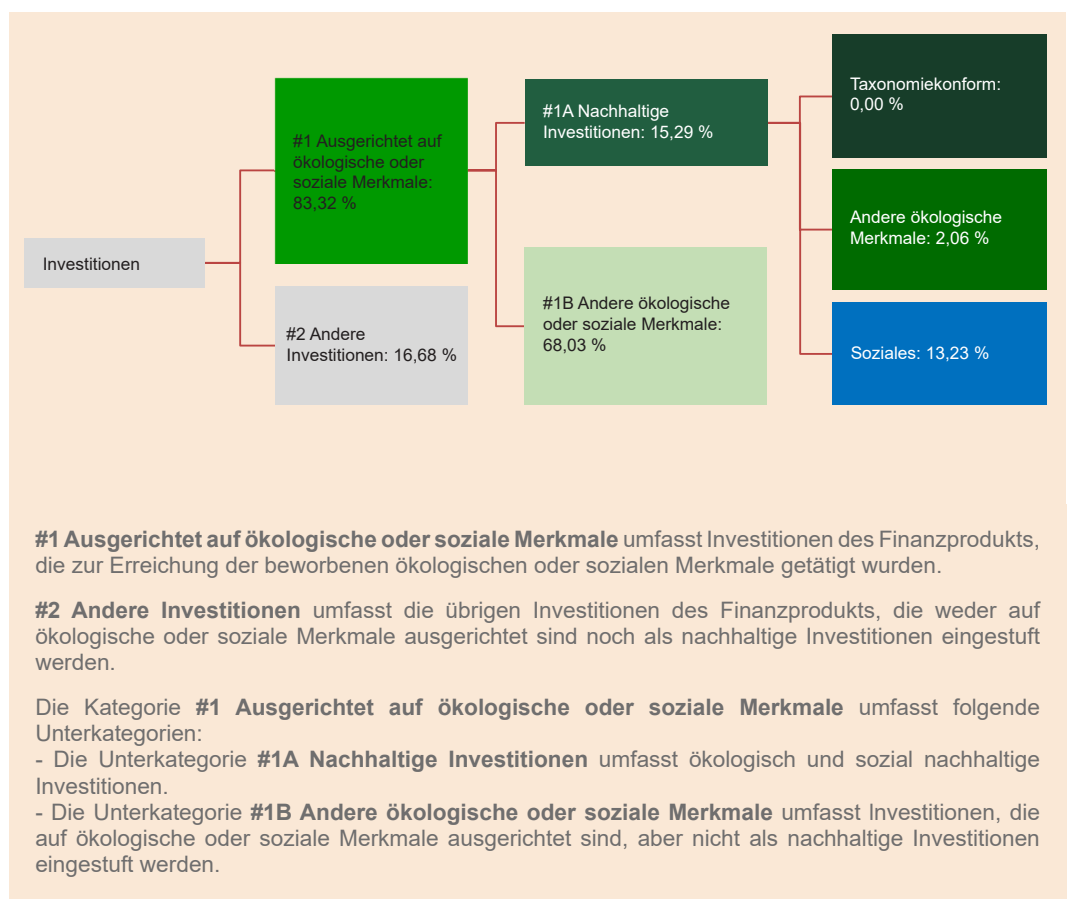 Investitionen
#1 Ausgerichtet auf
ökologische oder
soziale Merkmale:
83,32 %
#2 Andere
Investitionen: 16,68 %
#1A Nachhaltige
Investitionen: 15,29 %
#1B Andere ökologische
oder soziale Merkmale:
68,03 %
Taxonomiekonform:
0,00 %
Andere ökologische
Merkmale: 2,06 %
Soziales: 13,23 %
#1 Ausgerichtet auf ökologische oder soziale Merkmale umfasst Investitionen des Finanzprodukts,
die zur Erreichung der beworbenen ökologischen oder sozialen Merkmale getätigt wurden.
#2 Andere Investitionen umfasst die übrigen Investitionen des Finanzprodukts, die weder auf
ökologische oder soziale Merkmale ausgerichtet sind noch als nachhaltige Investitionen eingestuft
werden.
Die Kategorie #1 Ausgerichtet auf ökologische oder soziale Merkmale umfasst folgende
Unterkategorien:
- Die Unterkategorie #1A Nachhaltige Investitionen umfasst ökologisch und sozial nachhaltige
Investitionen.
- Die Unterkategorie #1B Andere ökologische oder soziale Merkmale umfasst Investitionen, die
auf ökologische oder soziale Merkmale ausgerichtet sind, aber nicht als nachhaltige Investitionen
eingestuft werden.